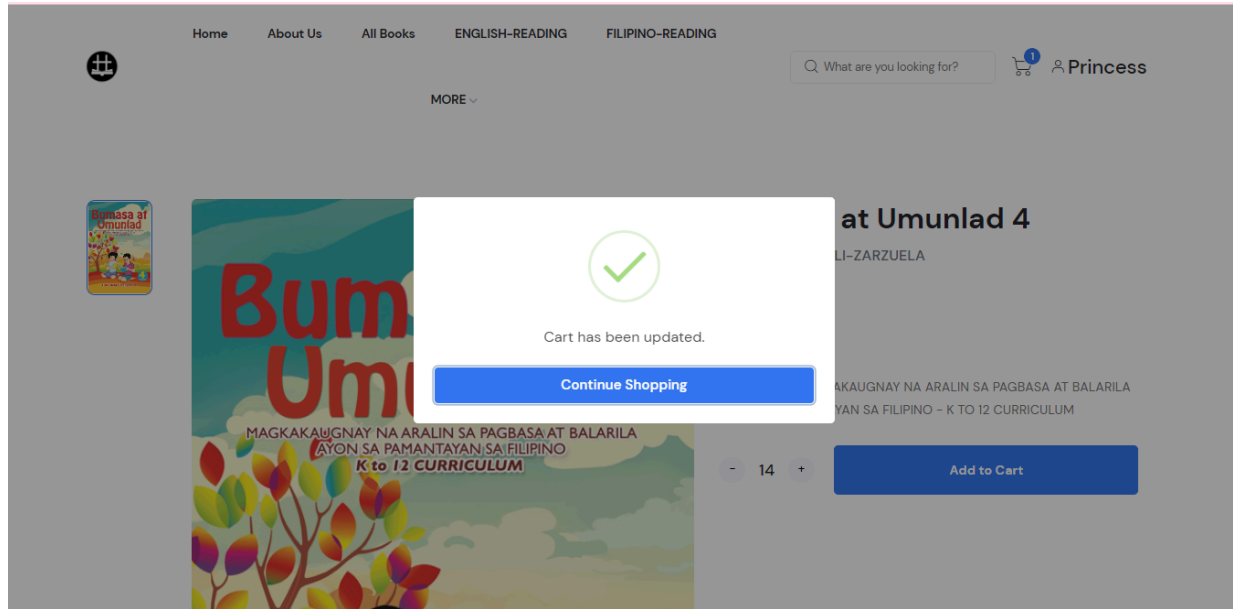 Home About Us All Books ENGLISH-READING FILIPINO-READING
What are you looking for?
1
Princess
MORE
Bumasa at
Umunlad
at Umunlad 4
LI-ZARZUELA
Cart has been updated.
Continue Shopping
Bum
Umu
MAGKAKAUGNAY NA ARALIN SA PAGBASA AT BALARILA
AYON SA PAMANTAYAN SA FILIPINO
K to 12 CURRICULUM
AKAUGNAY NA ARALIN SA PAGBASA AT BALARILA
YAN SA FILIPINO - K TO 12 CURRICULUM
- 14 +
Add to Cart